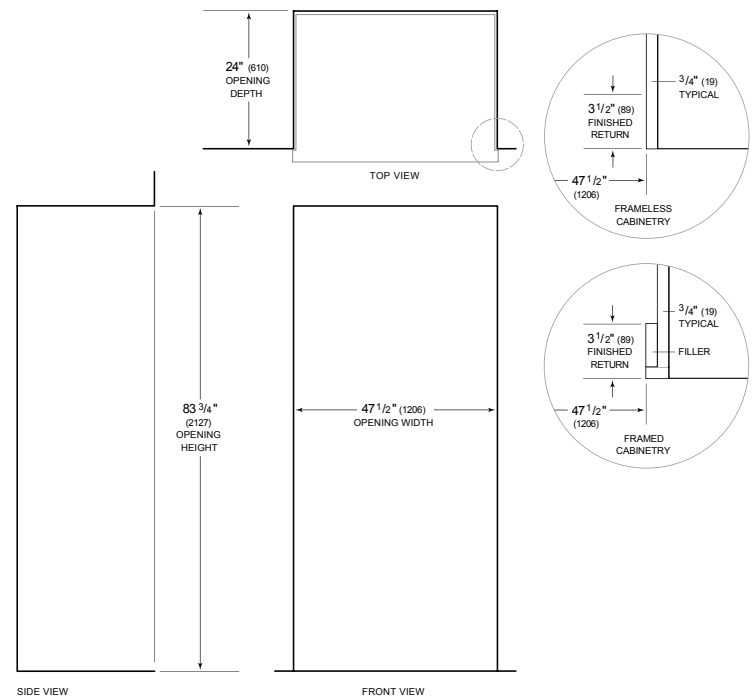 24" (610)
OPENING
DEPTH
TOP VIEW
3/4" (19)
TYPICAL
3 1/2" (89)
FINISHED
RETURN
47 1/2"
(1206)
FRAMELESS
CABINETRY
3/4" (19)
TYPICAL
3 1/2" (89)
FINISHED
RETURN
FILLER
47 1/2"
(1206)
FRAMED
CABINETRY
83 3/4"
(2127)
OPENING
HEIGHT
47 1/2" (1206)
OPENING WIDTH
SIDE VIEW
FRONT VIEW